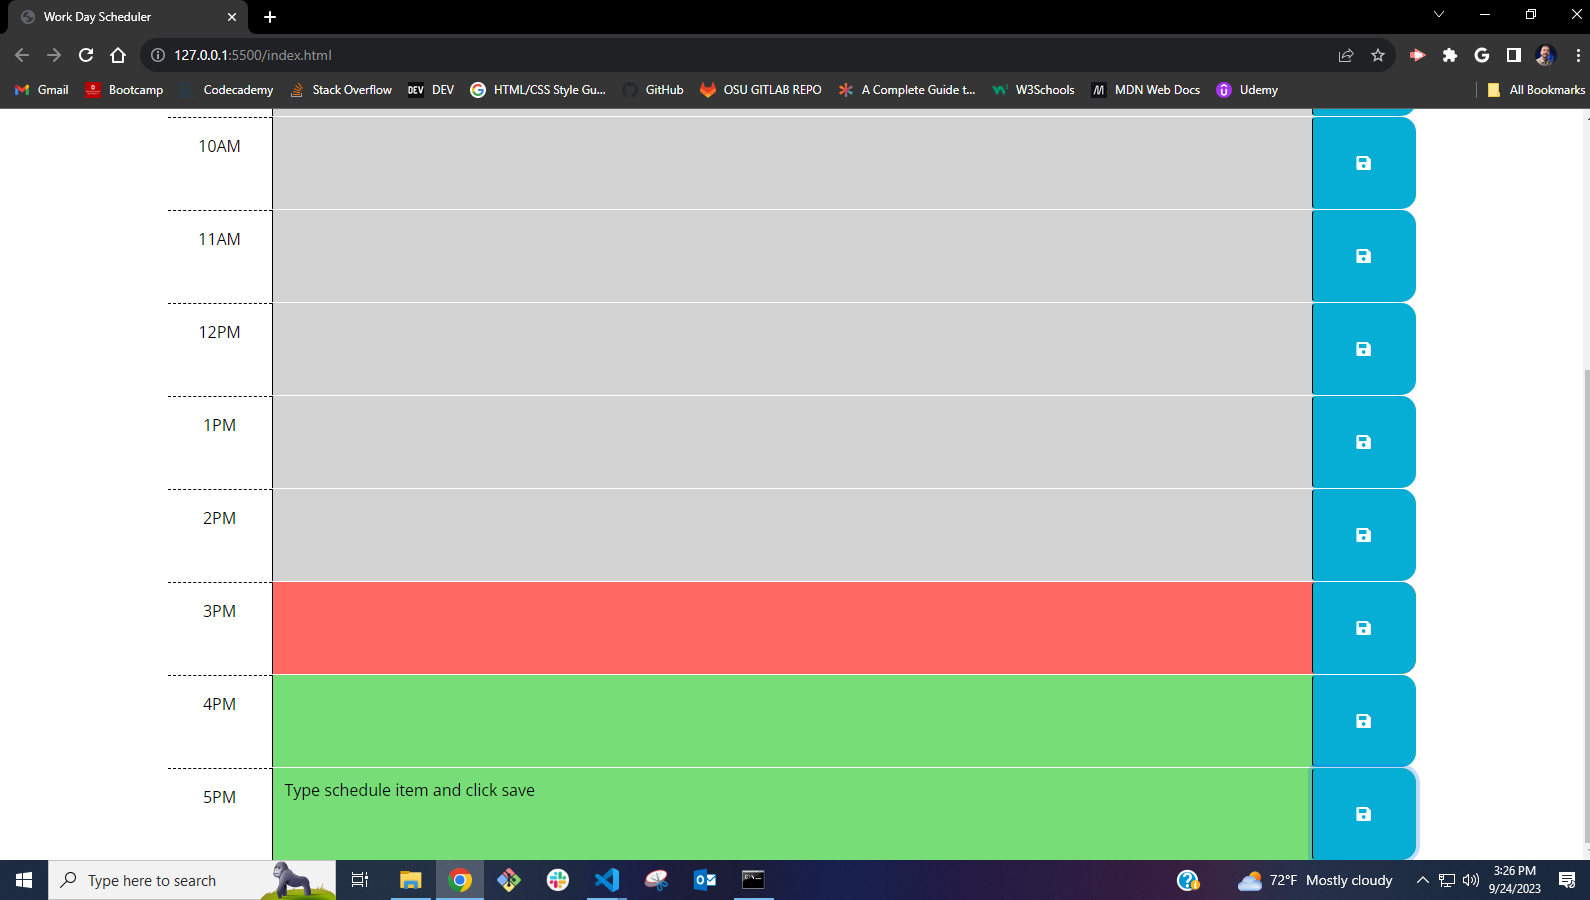 Work Day Scheduler
127.0.0.1:5500/index.html
Gmail Bootcamp Codecademy Stack Overflow DEV DEV HTML/CSS Style Gu... GitHub OSU GITLAB REPO A Complete Guide t... W3Schools MDN Web Docs Udemy All Bookmarks
10AM
11AM
12PM
1PM
2PM
3PM
4PM
5PM Type schedule item and click save
Type here to search
72°F Mostly cloudy
3:26 PM
9/24/2023